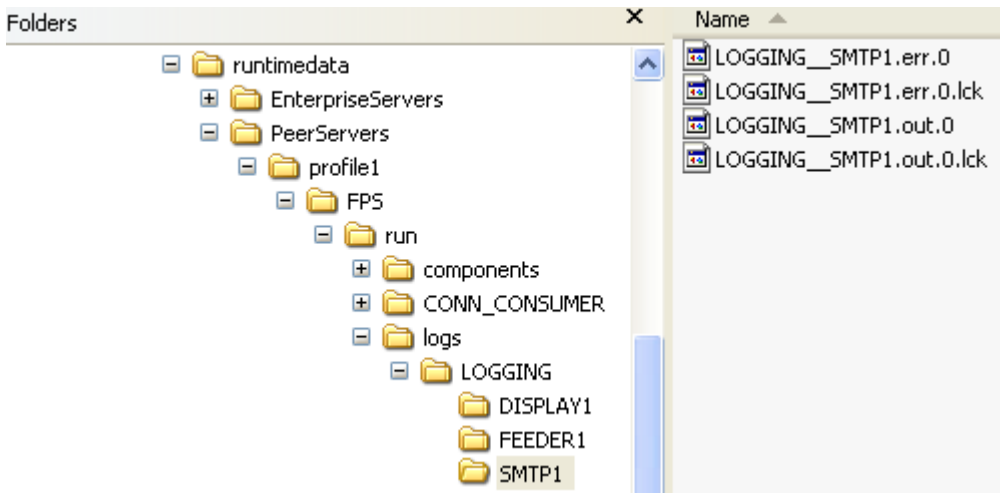 Folders
runtimedata
EnterpriseServers
PeerServers
profile1
FPS
run
components
CONN_CONSUMER
logs
LOGGING
DISPLAY1
FEEDER1
SMTP1
Name
LOGGING__SMTP1.err.0
LOGGING__SMTP1.err.0.lck
LOGGING__SMTP1.out.0
LOGGING__SMTP1.out.0.lck